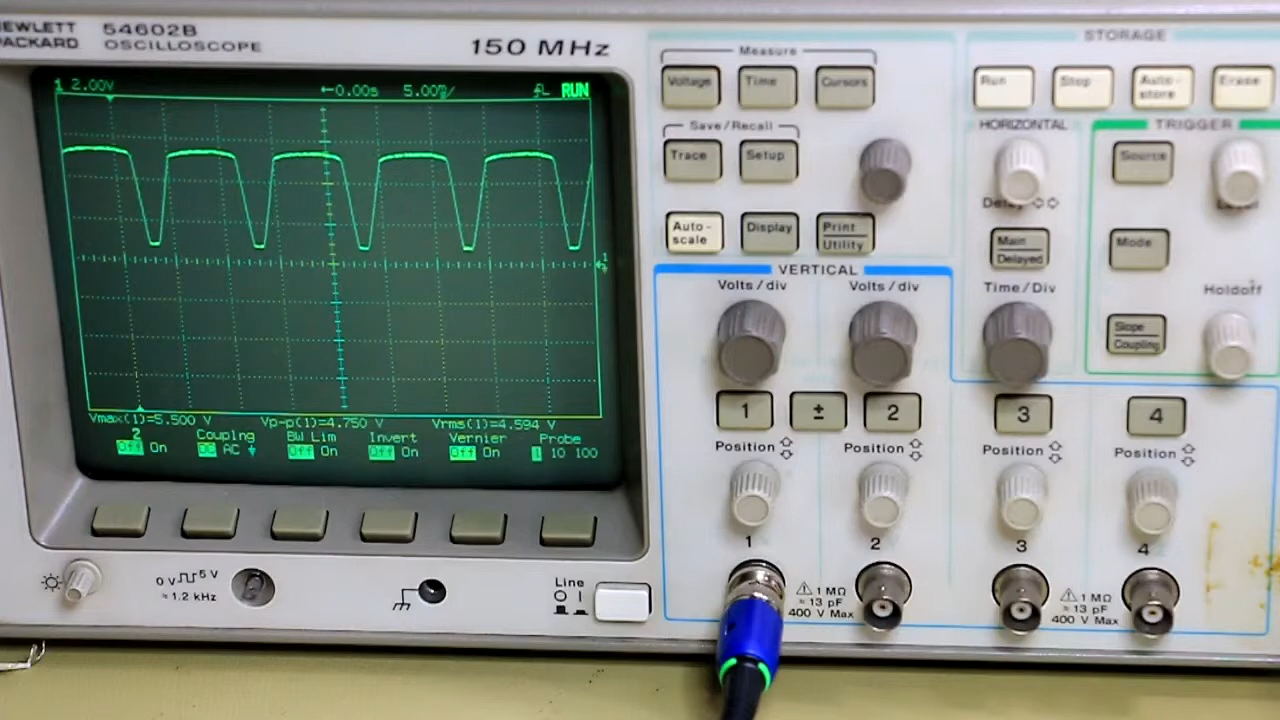 HEWLETT 54602B
PACKARD OSCILLOSCOPE 150 MHz
1 2.00V ←0.00s 5.00 / RUN
1
Vmax(1)=5.500 V Vp-p(1)=4.750 V Vrms(1)=4.594 V
2 Coupling BW Lim Invert Vernier Probe
Off On DC AC Off On Off On Off On 1 10 100
0 V 5 V
≈ 1.2 kHz
Line
O I
Measure
Voltage Time Cursors
Save/Recall
Trace Setup
Auto-
scale
Display
Print
Utility
STORAGE
Run Stop
Auto-
store
Erase
HORIZONTAL
Delay
Main
Delayed
Time/Div
TRIGGER
Source
Level
Mode
Holdoff
Slope
Coupling
VERTICAL
Volts/div Volts/div
1 ± 2 3 4
Position Position Position Position
1 2 3 4
1 MΩ
≈ 13 pF
400 V Max
1 MΩ
≈ 13 pF
400 V Max